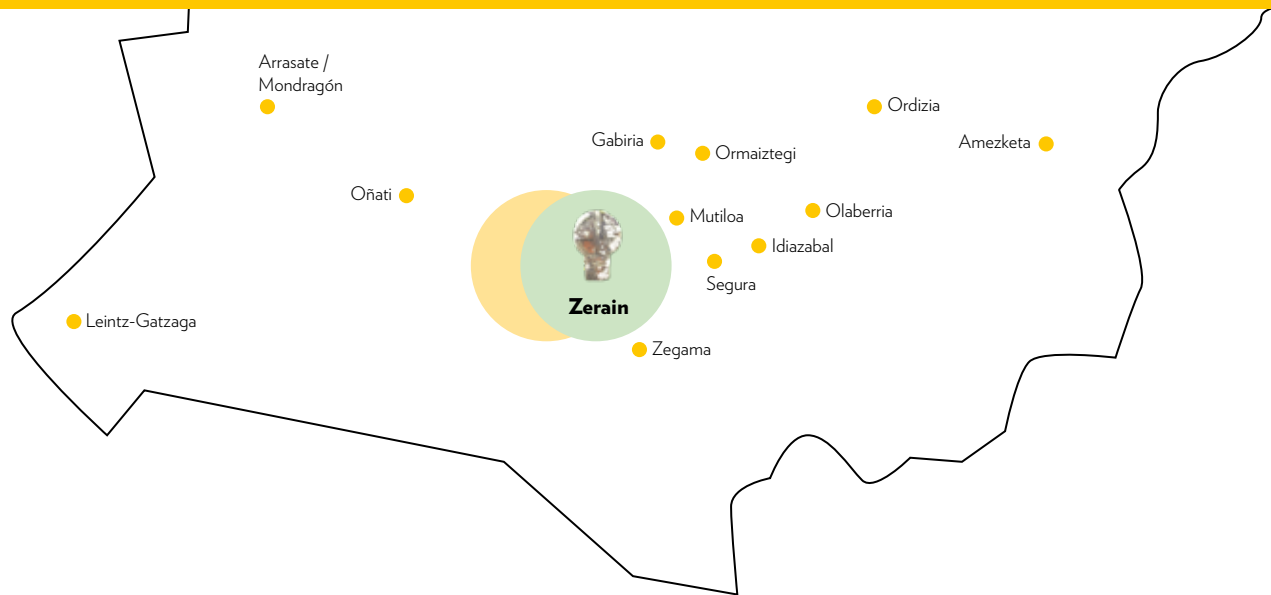 Arrasate /
Mondragón
Ordizia
Gabiria
Ormaiztegi
Amezketa
Oñati
Mutiloa
Olaberria
Idiazabal
Segura
Zerain
Leintz-Gatzaga
Zegama